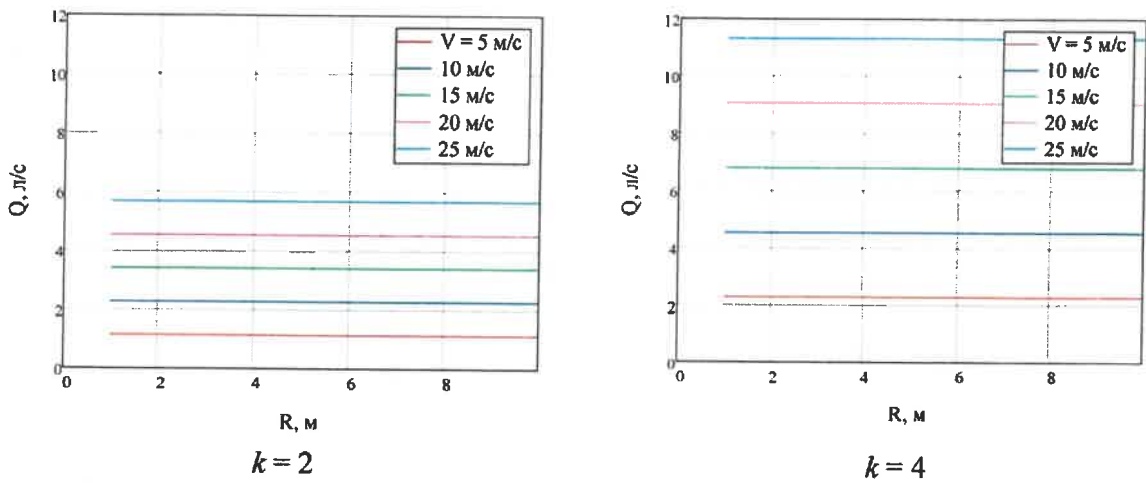 12
10
8
6
4
2
0
Q, л/с
0 2 4 6 8
R, м
V = 5 м/с
10 м/с
15 м/с
20 м/с
25 м/с
k = 2
12
10
8
6
4
2
0
Q, л/с
0 2 4 6 8
R, м
V = 5 м/с
10 м/с
15 м/с
20 м/с
25 м/с
k = 4